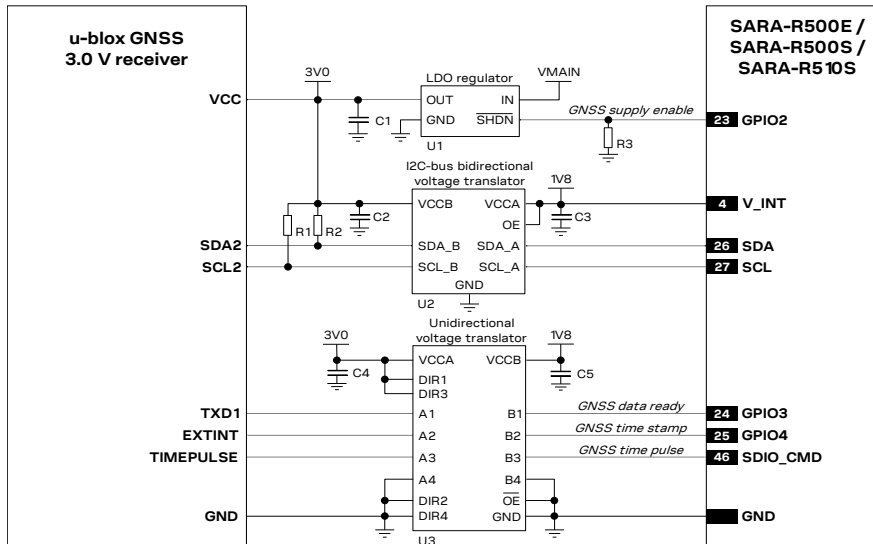 u-blox GNSS
3.0 V receiver
SARA-R500E /
SARA-R500S /
SARA-R510S
3V0
LDO regulator
VMAIN
VCC
OUT
IN
GNSS supply enable
C1
GND
SHDN
23 GPIO2
U1
R3
I2C-bus bidirectional
voltage translator
1V8
VCCB
VCCA
4 V_INT
C2
OE
C3
R1
R2
SDA2
SDA_B
SDA_A
26 SDA
SCL2
SCL_B
SCL_A
27 SCL
GND
U2
Unidirectional
voltage translator
3V0
1V8
VCCA
VCCB
C4
DIR1
C5
DIR3
TXD1
A1
B1
GNSS data ready
24 GPIO3
EXTINT
A2
B2
GNSS time stamp
25 GPIO4
TIMEPULSE
A3
B3
GNSS time pulse
46 SDIO_CMD
A4
B4
DIR2
OE
GND
DIR4
GND
GND
U3